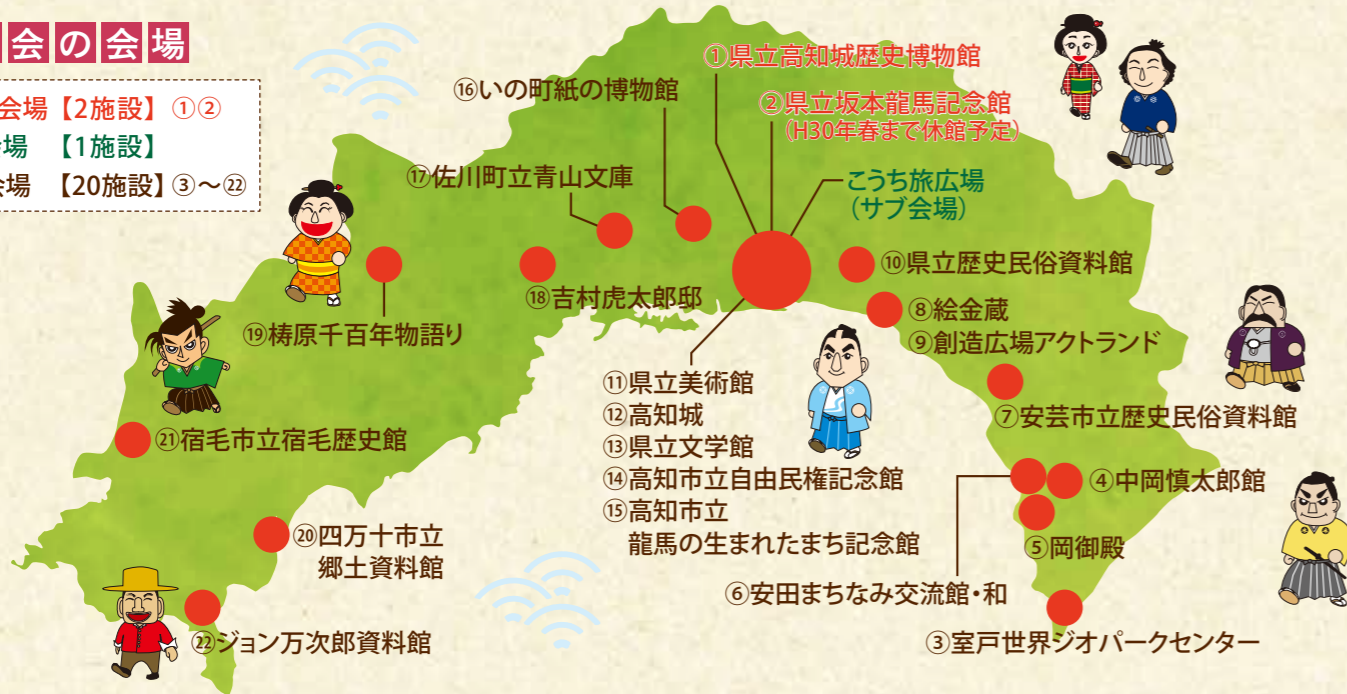 会の会場
会場【2施設】①②
場 【1施設】
会場 【20施設】③～㉒
①県立高知城歴史博物館
②県立坂本龍馬記念館
(H30年春まで休館予定)
こうち旅広場
(サブ会場)
⑯いの町紙の博物館
⑰佐川町立青山文庫
⑱吉村虎太郎邸
⑲梼原千百年物語り
⑩県立歴史民俗資料館
⑧絵金蔵
⑨創造広場アクトランド
⑦安芸市立歴史民俗資料館
⑪県立美術館
⑫高知城
⑬県立文学館
⑭高知市立自由民権記念館
⑮高知市立
龍馬の生まれたまち記念館
④中岡慎太郎館
⑤岡御殿
⑥安田まちなみ交流館・和
③室戸世界ジオパークセンター
㉑宿毛市立宿毛歴史館
⑳四万十市立
郷土資料館
㉒ジョン万次郎資料館